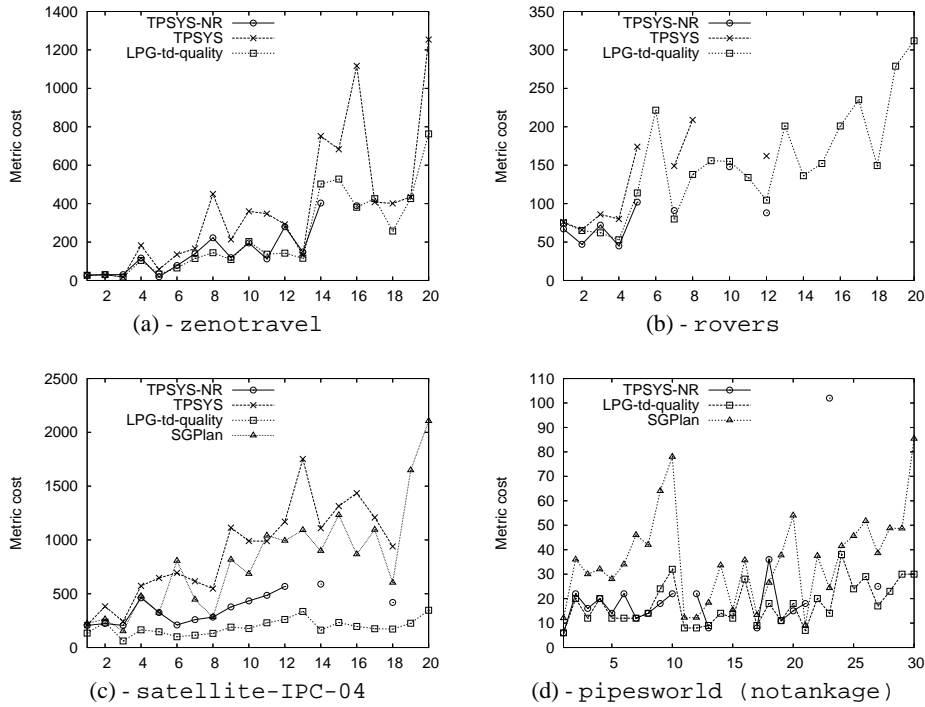 1400
1200
1000
800
600
400
200
0
Metric cost
TPSYS-NR
TPSYS
LPG-td-quality
2 4 6 8 10 12 14 16 18 20
(a) - zenotravel
350
300
250
200
150
100
50
0
Metric cost
TPSYS-NR
TPSYS
LPG-td-quality
2 4 6 8 10 12 14 16 18 20
(b) - rovers
2500
2000
1500
1000
500
0
Metric cost
TPSYS-NR
TPSYS
LPG-td-quality
SGPlan
2 4 6 8 10 12 14 16 18 20
(c) - satellite-IPC-04
110
100
90
80
70
60
50
40
30
20
10
0
Metric cost
TPSYS-NR
LPG-td-quality
SGPlan
5 10 15 20 25 30
(d) - pipesworld (notankage)